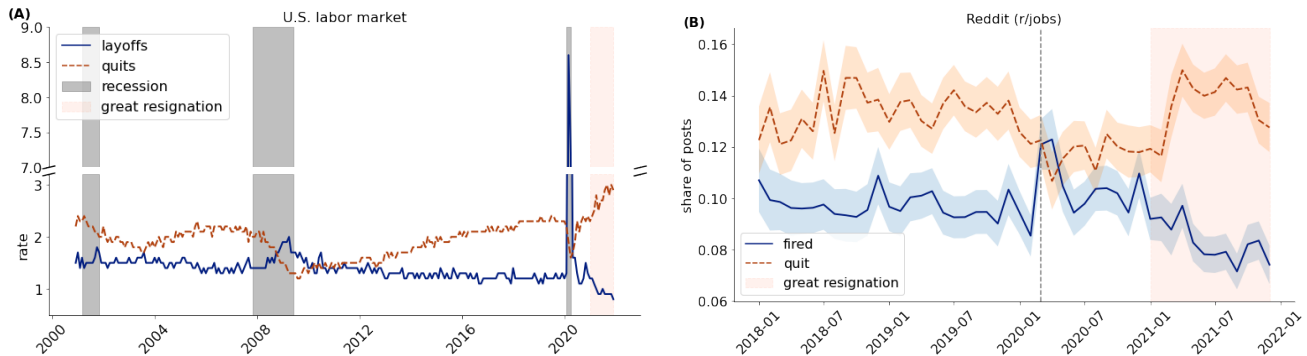 (A)
U.S. labor market
9.0
8.5
8.0
7.5
7.0
3
2
1
rate
layoffs
quits
recession
great resignation
2000
2004
2008
2012
2016
2020
(B)
Reddit (r/jobs)
0.16
0.14
0.12
0.10
0.08
0.06
share of posts
fired
quit
great resignation
2018-01
2018-07
2019-01
2019-07
2020-01
2020-07
2021-01
2021-07
2022-01